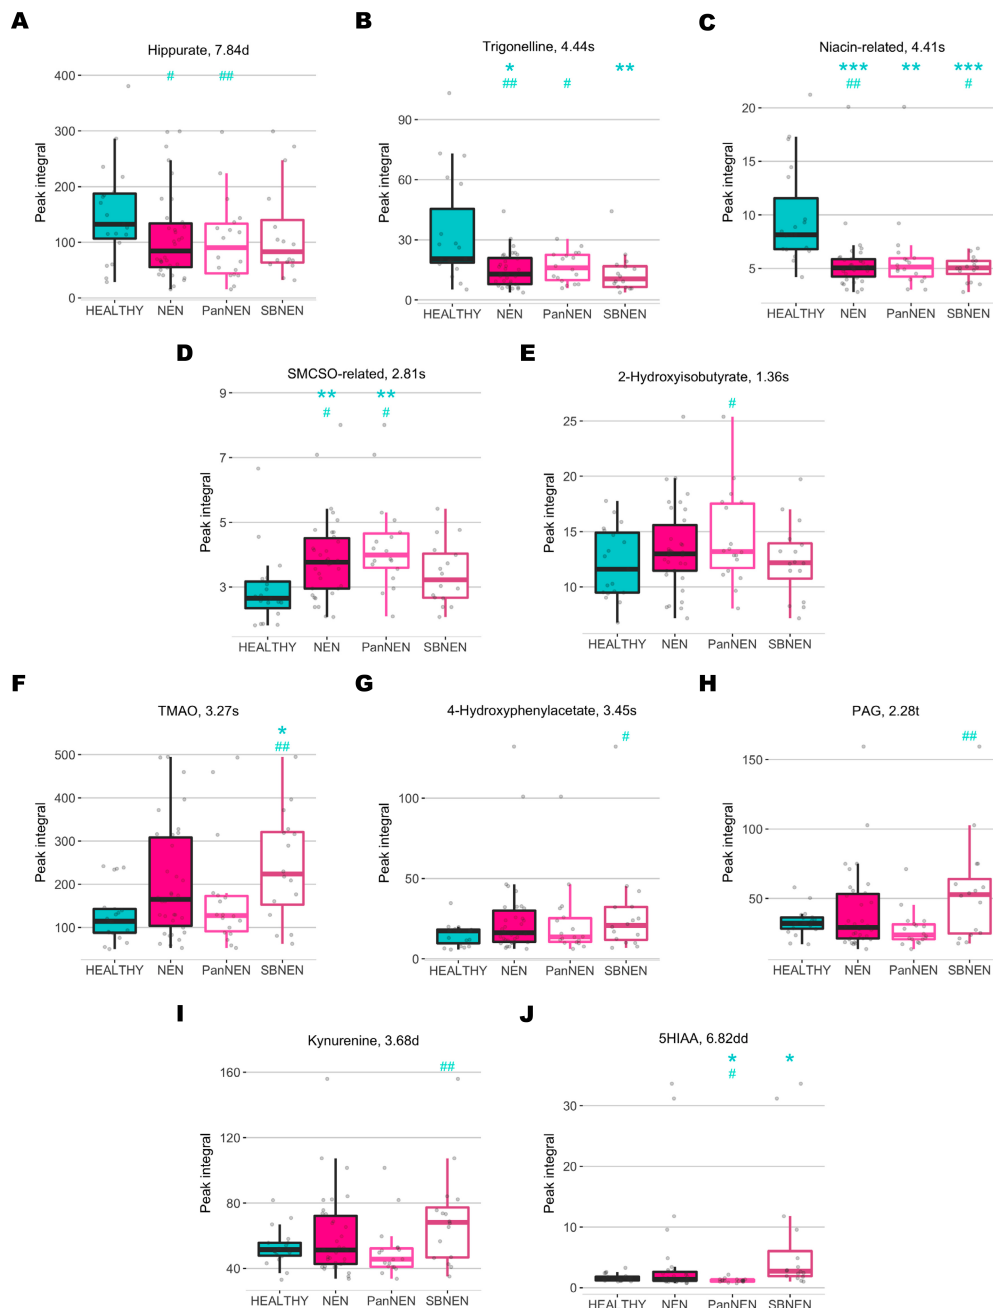 A
Hippurate, 7.84d
# ##
Peak integral
400
300
200
100
0
HEALTHY NEN PanNEN SBNEN
B
Trigonelline, 4.44s
* **
## #
Peak integral
90
60
30
0
HEALTHY NEN PanNEN SBNEN
C
Niacin-related, 4.41s
*** ** ***
## #
Peak integral
20
15
10
5
HEALTHY NEN PanNEN SBNEN
D
SMCSO-related, 2.81s
** **
# #
Peak integral
9
7
5
3
HEALTHY NEN PanNEN SBNEN
E
2-Hydroxyisobutyrate, 1.36s
#
Peak integral
25
20
15
10
HEALTHY NEN PanNEN SBNEN
F
TMAO, 3.27s
*
##
Peak integral
500
400
300
200
100
HEALTHY NEN PanNEN SBNEN
G
4-Hydroxyphenylacetate, 3.45s
#
Peak integral
100
50
0
HEALTHY NEN PanNEN SBNEN
H
PAG, 2.28t
##
Peak integral
150
100
50
HEALTHY NEN PanNEN SBNEN
I
Kynurenine, 3.68d
##
Peak integral
160
120
80
40
HEALTHY NEN PanNEN SBNEN
J
5HIAA, 6.82dd
* *
#
Peak integral
30
20
10
0
HEALTHY NEN PanNEN SBNEN